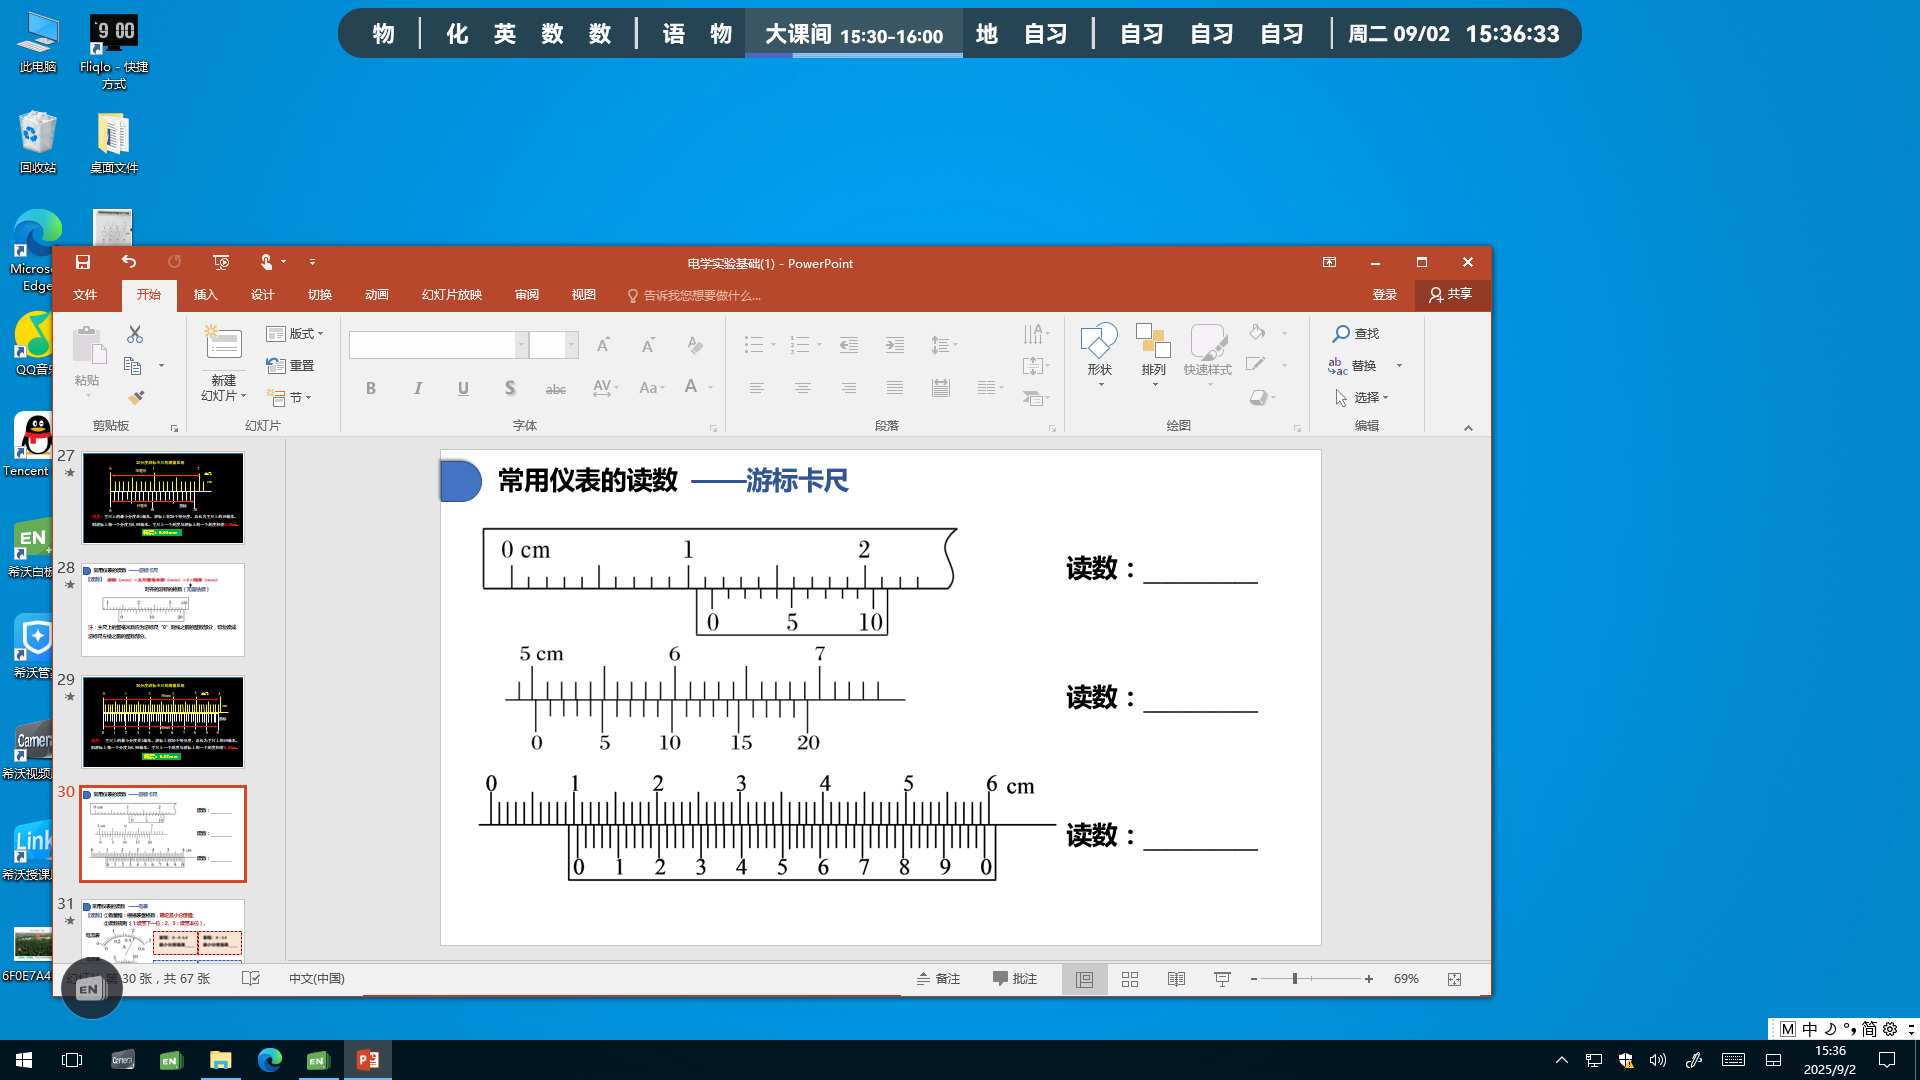 物 | 化 英 数 数 | 语 物 大课间 15:30-16:00 地 自习 | 自习 自习 自习 | 周二 09/02 15:36:33
此电脑
Fliqlo - 快捷方式
回收站
桌面文件
Microso
Edge
QQ音乐
Tencent
希沃白板
希沃管家
希沃视频
希沃授课
6F0E7A4
电学实验基础(1) - PowerPoint
文件 开始 插入 设计 切换 动画 幻灯片放映 审阅 视图 告诉我您想要做什么... 登录 共享
粘贴
剪贴板
新建
幻灯片
版式
重置
节
幻灯片
B I U S abc AV Aa A
字体
段落
形状
排列
快速样式
绘图
查找
替换
选择
编辑
27
28
29
30
31
常用仪表的读数 ——游标卡尺
0 cm 1 2
0 5 10
读数：
5 cm 6 7
0 5 10 15 20
读数：
0 1 2 3 4 5 6 cm
0 1 2 3 4 5 6 7 8 9 0
读数：
第 30 张，共 67 张
中文(中国)
备注
批注
69%
EN
M 中 简
15:36
2025/9/2